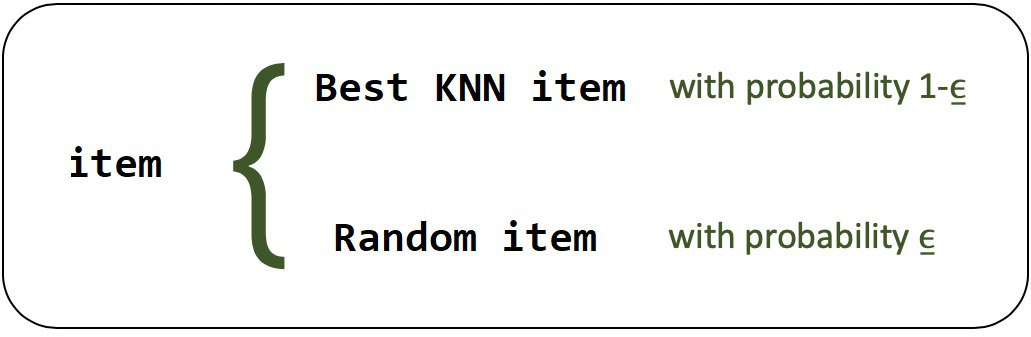 Best KNN item with probability 1-ϵ
item
Random item with probability ϵ